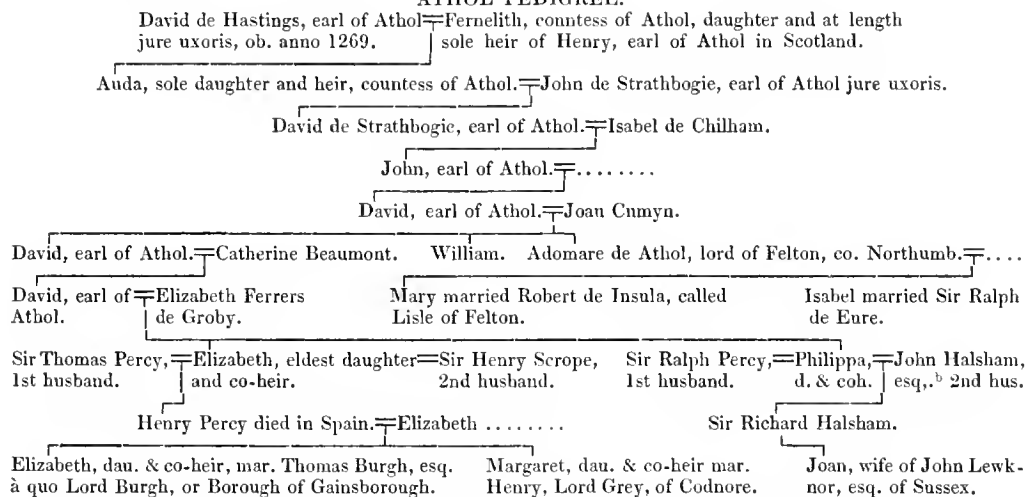 ATHOL PEDIGREE.
David de Hastings, earl of Athol Fernelith, conntess of Athol, daughter and at length
jure uxoris, ob. anno 1269. sole heir of Henry, earl of Athol in Scotland.
Auda, sole daughter and heir, countess of Athol. John de Strathbogie, earl of Athol jure uxoris.
David de Strathbogie, earl of Athol. Isabel de Chilham.
John, earl of Athol. ........
David, earl of Athol. Joan Cnmyn.
David, earl of Athol. Catherine Beaumont. William. Adomare de Athol, lord of Felton, co. Northumb. ....
David, earl of Elizabeth Ferrers Mary married Robert de Insula, called Isabel married Sir Ralph
Athol. de Groby. Lisle of Felton. de Eure.
Sir Thomas Percy, Elizabeth, eldest daughter Sir Henry Scrope, Sir Ralph Percy, Philippa, John Halsham,
1st husband. and co-heir. 2nd husband. 1st husband. d. & coh. esq,.b 2nd hus.
Henry Percy died in Spain. Elizabeth ........ Sir Richard Halsham.
Elizabeth, dau. & co-heir, mar. Thomas Burgh, esq. Margaret, dau. & co-heir mar. Joan, wife of John Lewk-
à quo Lord Burgh, or Borough of Gainsborough. Henry, Lord Grey, of Codnore. nor, esq. of Sussex.